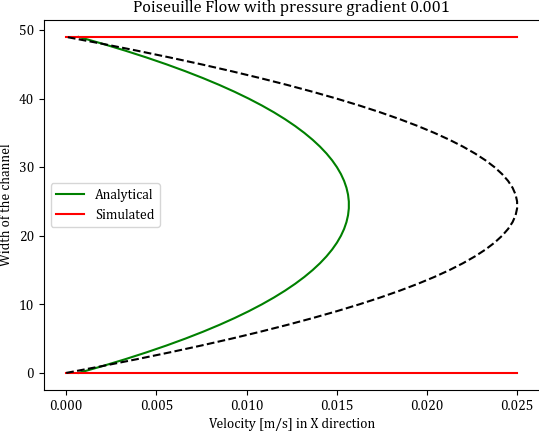 Poiseuille Flow with pressure gradient 0.001
50
40
30
20
10
0
Width of the channel
Analytical
Simulated
0.000 0.005 0.010 0.015 0.020 0.025
Velocity [m/s] in X direction